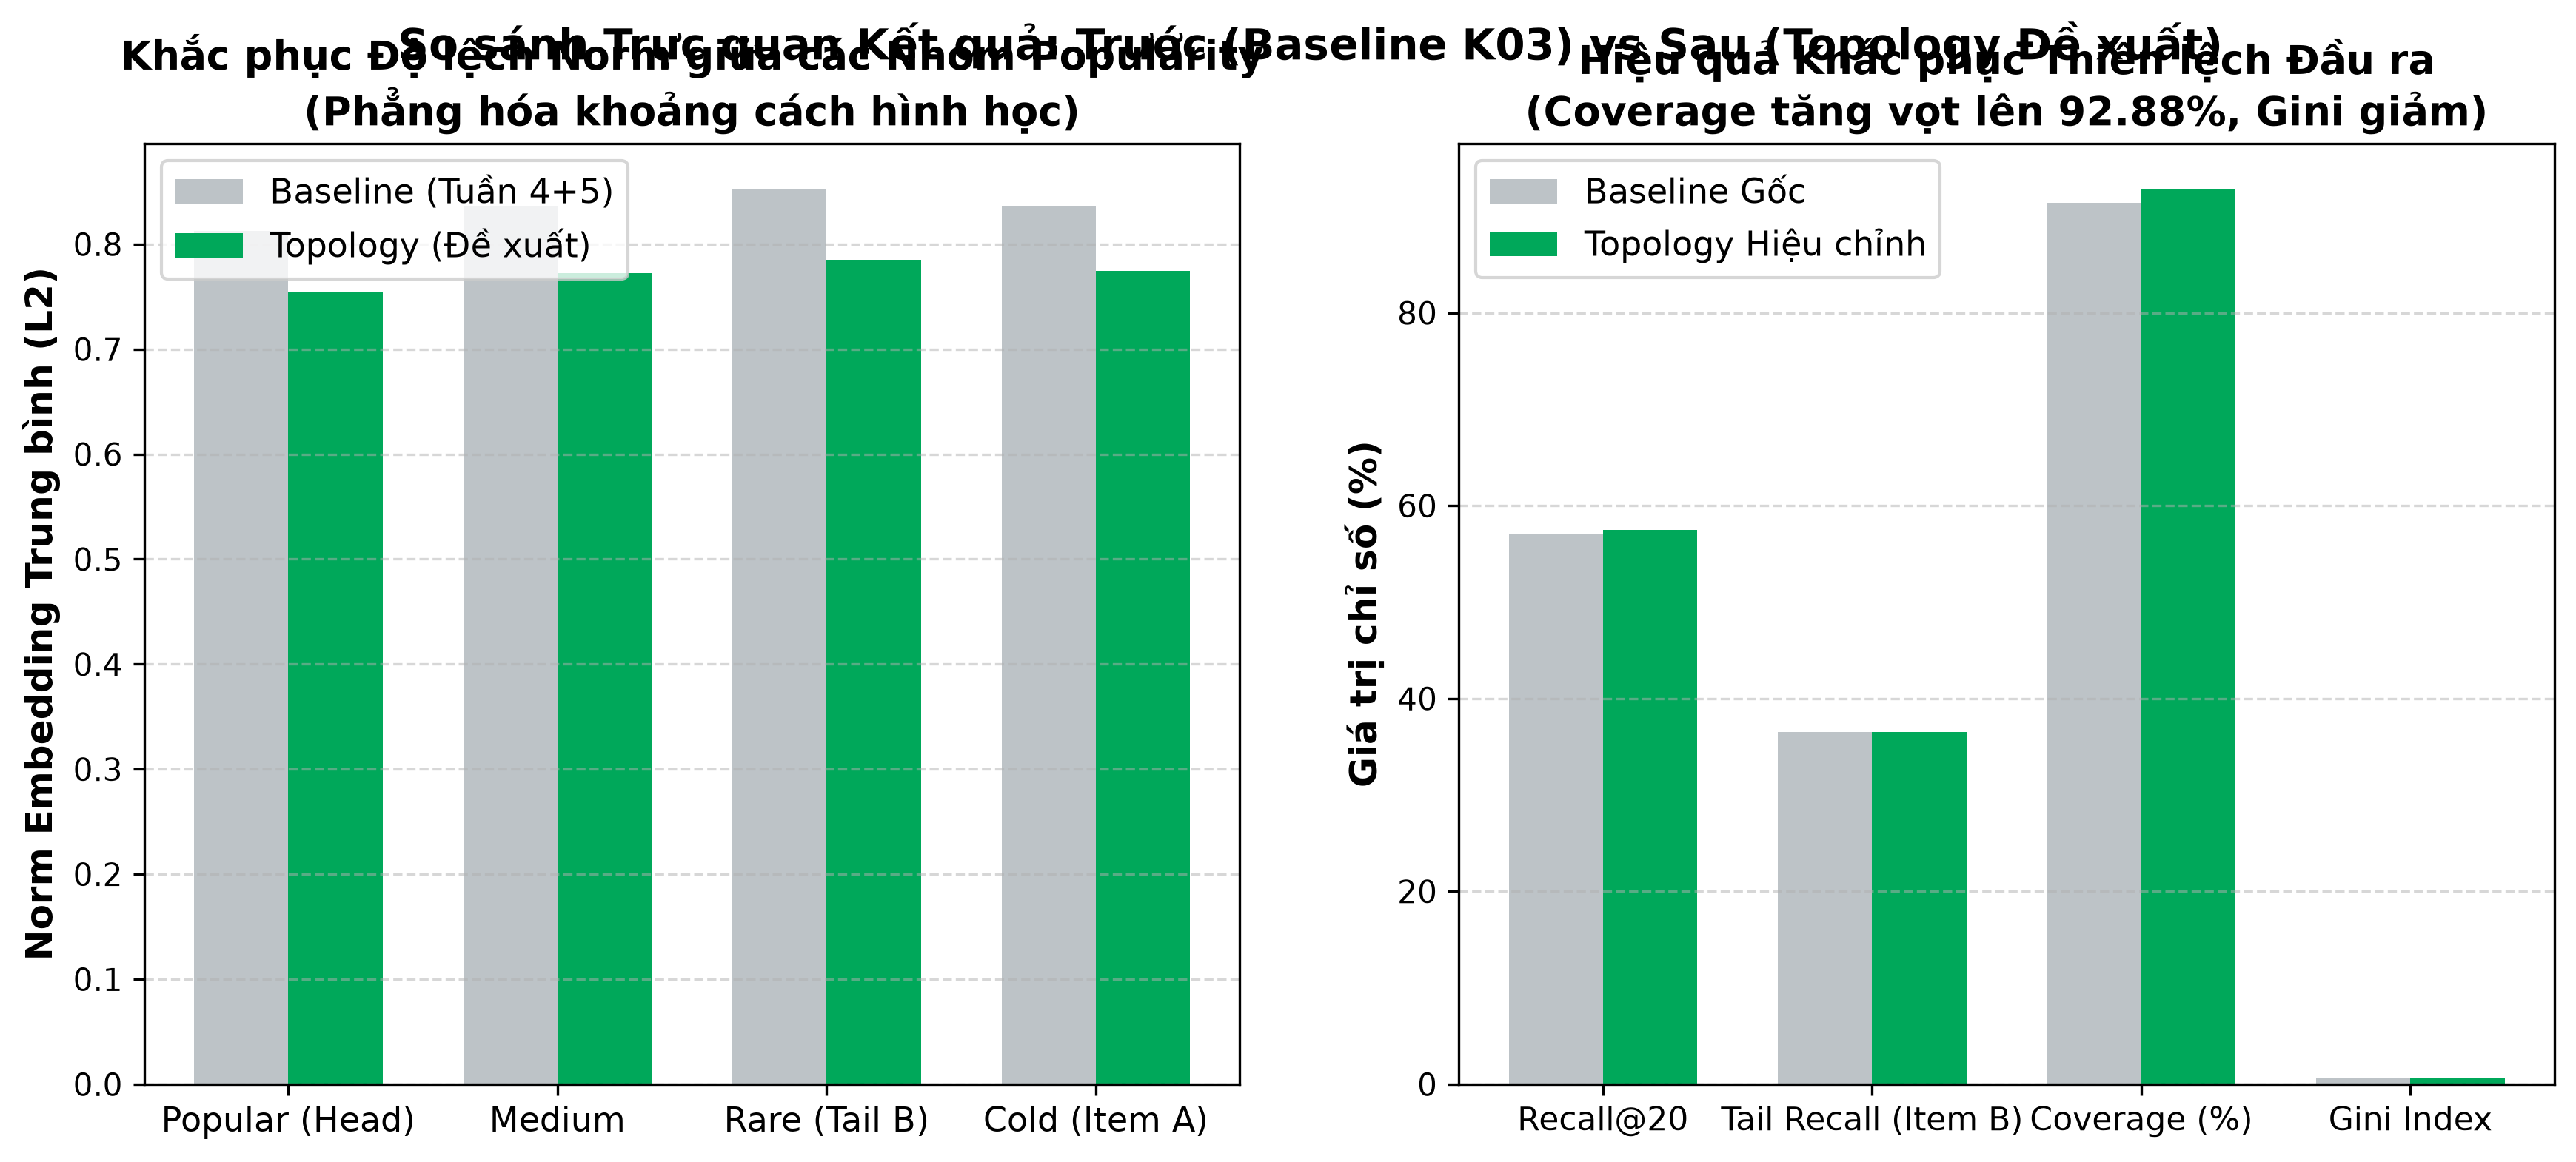 So sánh Trực quan Kết quả: Trước (Baseline K03) vs Sau (Topology Đề xuất)
Khắc phục Độ lệch Norm giữa các Nhóm Popularity
(Phẳng hóa khoảng cách hình học)
Norm Embedding Trung bình (L2)
Baseline (Tuần 4+5)
Topology (Đề xuất)
0.8
0.7
0.6
0.5
0.4
0.3
0.2
0.1
0.0
Popular (Head)
Medium
Rare (Tail B)
Cold (Item A)
Hiệu quả Khắc phục Thiên lệch Đầu ra
(Coverage tăng vọt lên 92.88%, Gini giảm)
Giá trị chỉ số (%)
Baseline Gốc
Topology Hiệu chỉnh
80
60
40
20
0
Recall@20
Tail Recall (Item B)
Coverage (%)
Gini Index